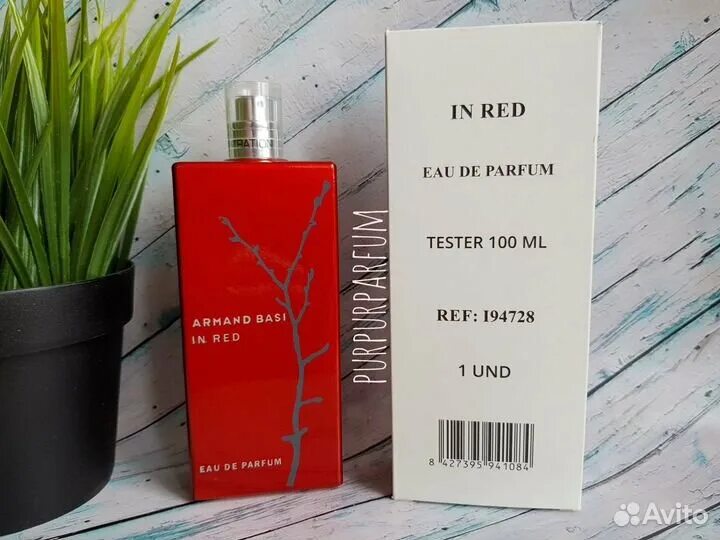 TRATION
ARMAND BASI
IN RED
EAU DE PARFUM
PURPURPARFUM
IN RED
EAU DE PARFUM
TESTER 100 ML
REF: I94728
1 UND
8 427395 941084
Avito